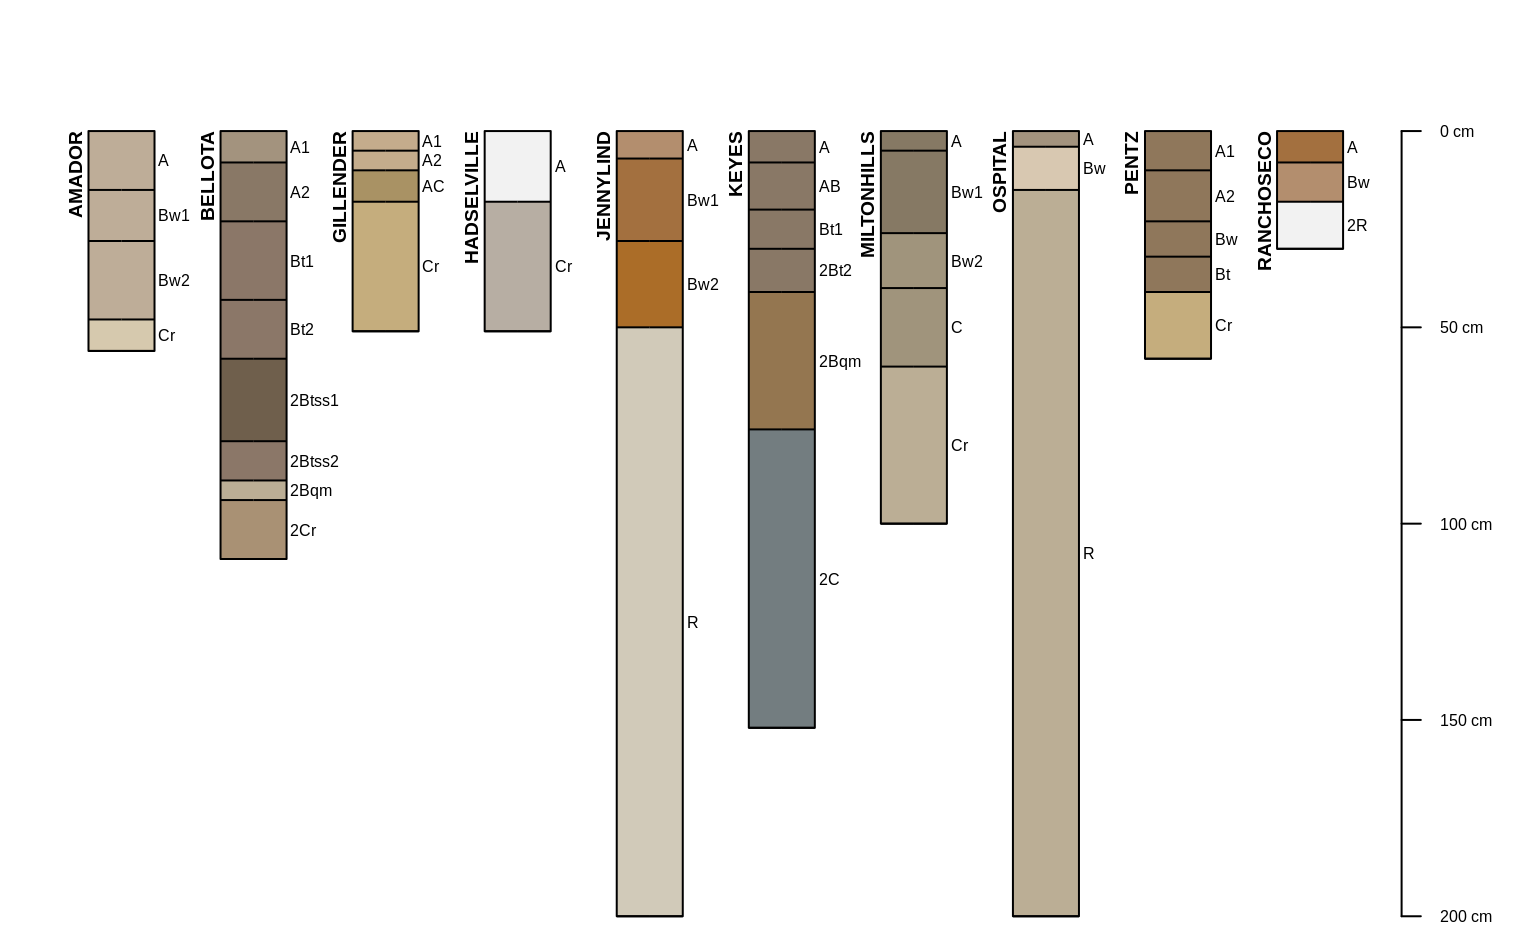 AMADOR
A
Bw1
Bw2
Cr
BELLOTA
A1
A2
Bt1
Bt2
2Btss1
2Btss2
2Bqm
2Cr
GILLENDER
A1
A2
AC
Cr
HADSELVILLE
A
Cr
JENNYLIND
A
Bw1
Bw2
R
KEYES
A
AB
Bt1
2Bt2
2Bqm
2C
MILTONHILLS
A
Bw1
Bw2
C
Cr
OSPITAL
A
Bw
R
PENTZ
A1
A2
Bw
Bt
Cr
RANCHOSECO
A
Bw
2R
0 cm
50 cm
100 cm
150 cm
200 cm